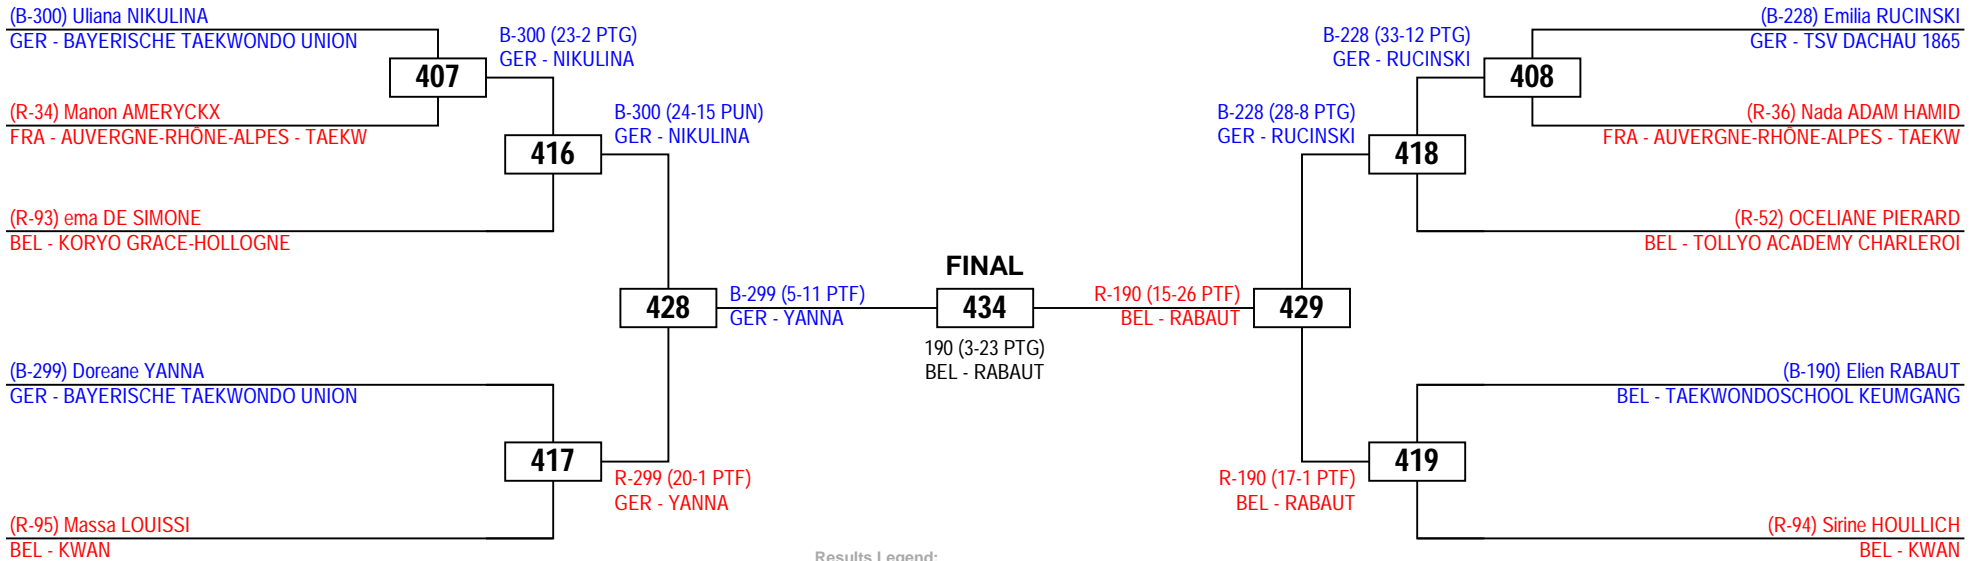 (B-300) Uliana NIKULINA
GER - BAYERISCHE TAEKWONDO UNION
407
(R-34) Manon AMERYCKX
FRA - AUVERGNE-RHÔNE-ALPES - TAEKW
B-300 (23-2 PTG)
GER - NIKULINA
416
B-300 (24-15 PUN)
GER - NIKULINA
(R-93) ema DE SIMONE
BEL - KORYO GRACE-HOLLOGNE
428
B-299 (5-11 PTF)
GER - YANNA
(B-299) Doreane YANNA
GER - BAYERISCHE TAEKWONDO UNION
417
R-299 (20-1 PTF)
GER - YANNA
(R-95) Massa LOUISSI
BEL - KWAN
FINAL
434
190 (3-23 PTG)
BEL - RABAUT
R-190 (15-26 PTF)
BEL - RABAUT
429
B-228 (33-12 PTG)
GER - RUCINSKI
408
(B-228) Emilia RUCINSKI
GER - TSV DACHAU 1865
(R-36) Nada ADAM HAMID
FRA - AUVERGNE-RHÔNE-ALPES - TAEKW
B-228 (28-8 PTG)
GER - RUCINSKI
418
(R-52) OCELIANE PIERARD
BEL - TOLLYO ACADEMY CHARLEROI
(B-190) Elien RABAUT
BEL - TAEKWONDOSCHOOL KEUMGANG
419
R-190 (17-1 PTF)
BEL - RABAUT
(R-94) Sirine HOULLICH
BEL - KWAN
Results Legend: